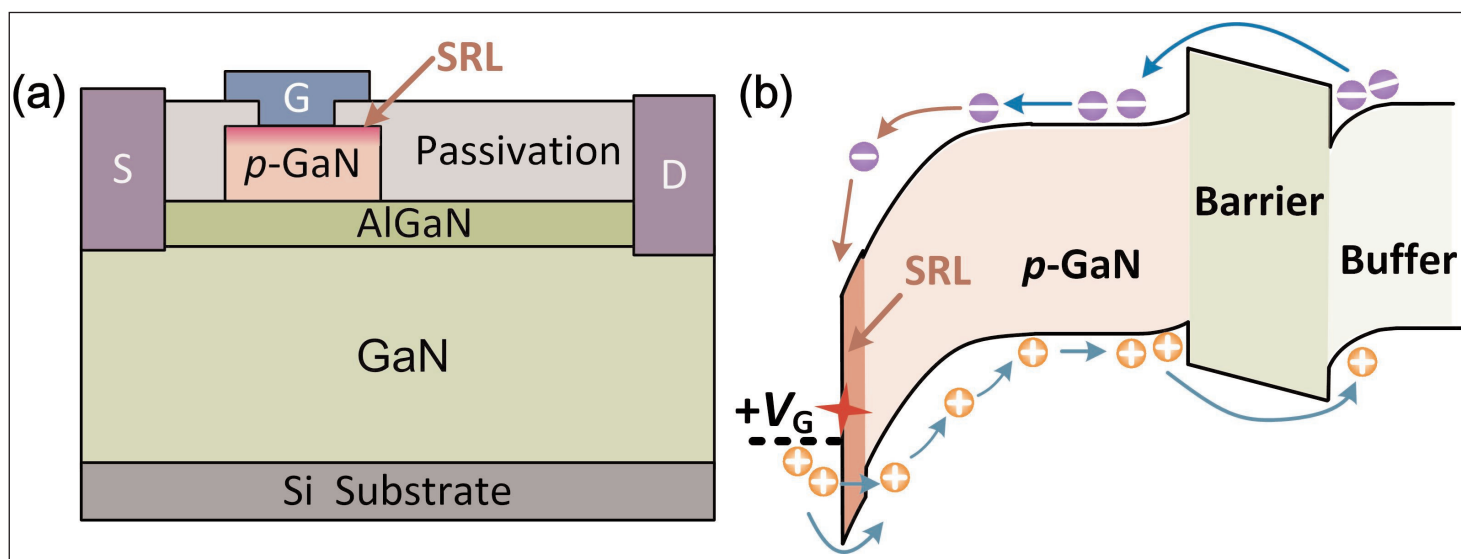 (a)
SRL
G
S
p-GaN
Passivation
D
AlGaN
GaN
Si Substrate
(b)
Barrier
SRL
p-GaN
Buffer
+VG